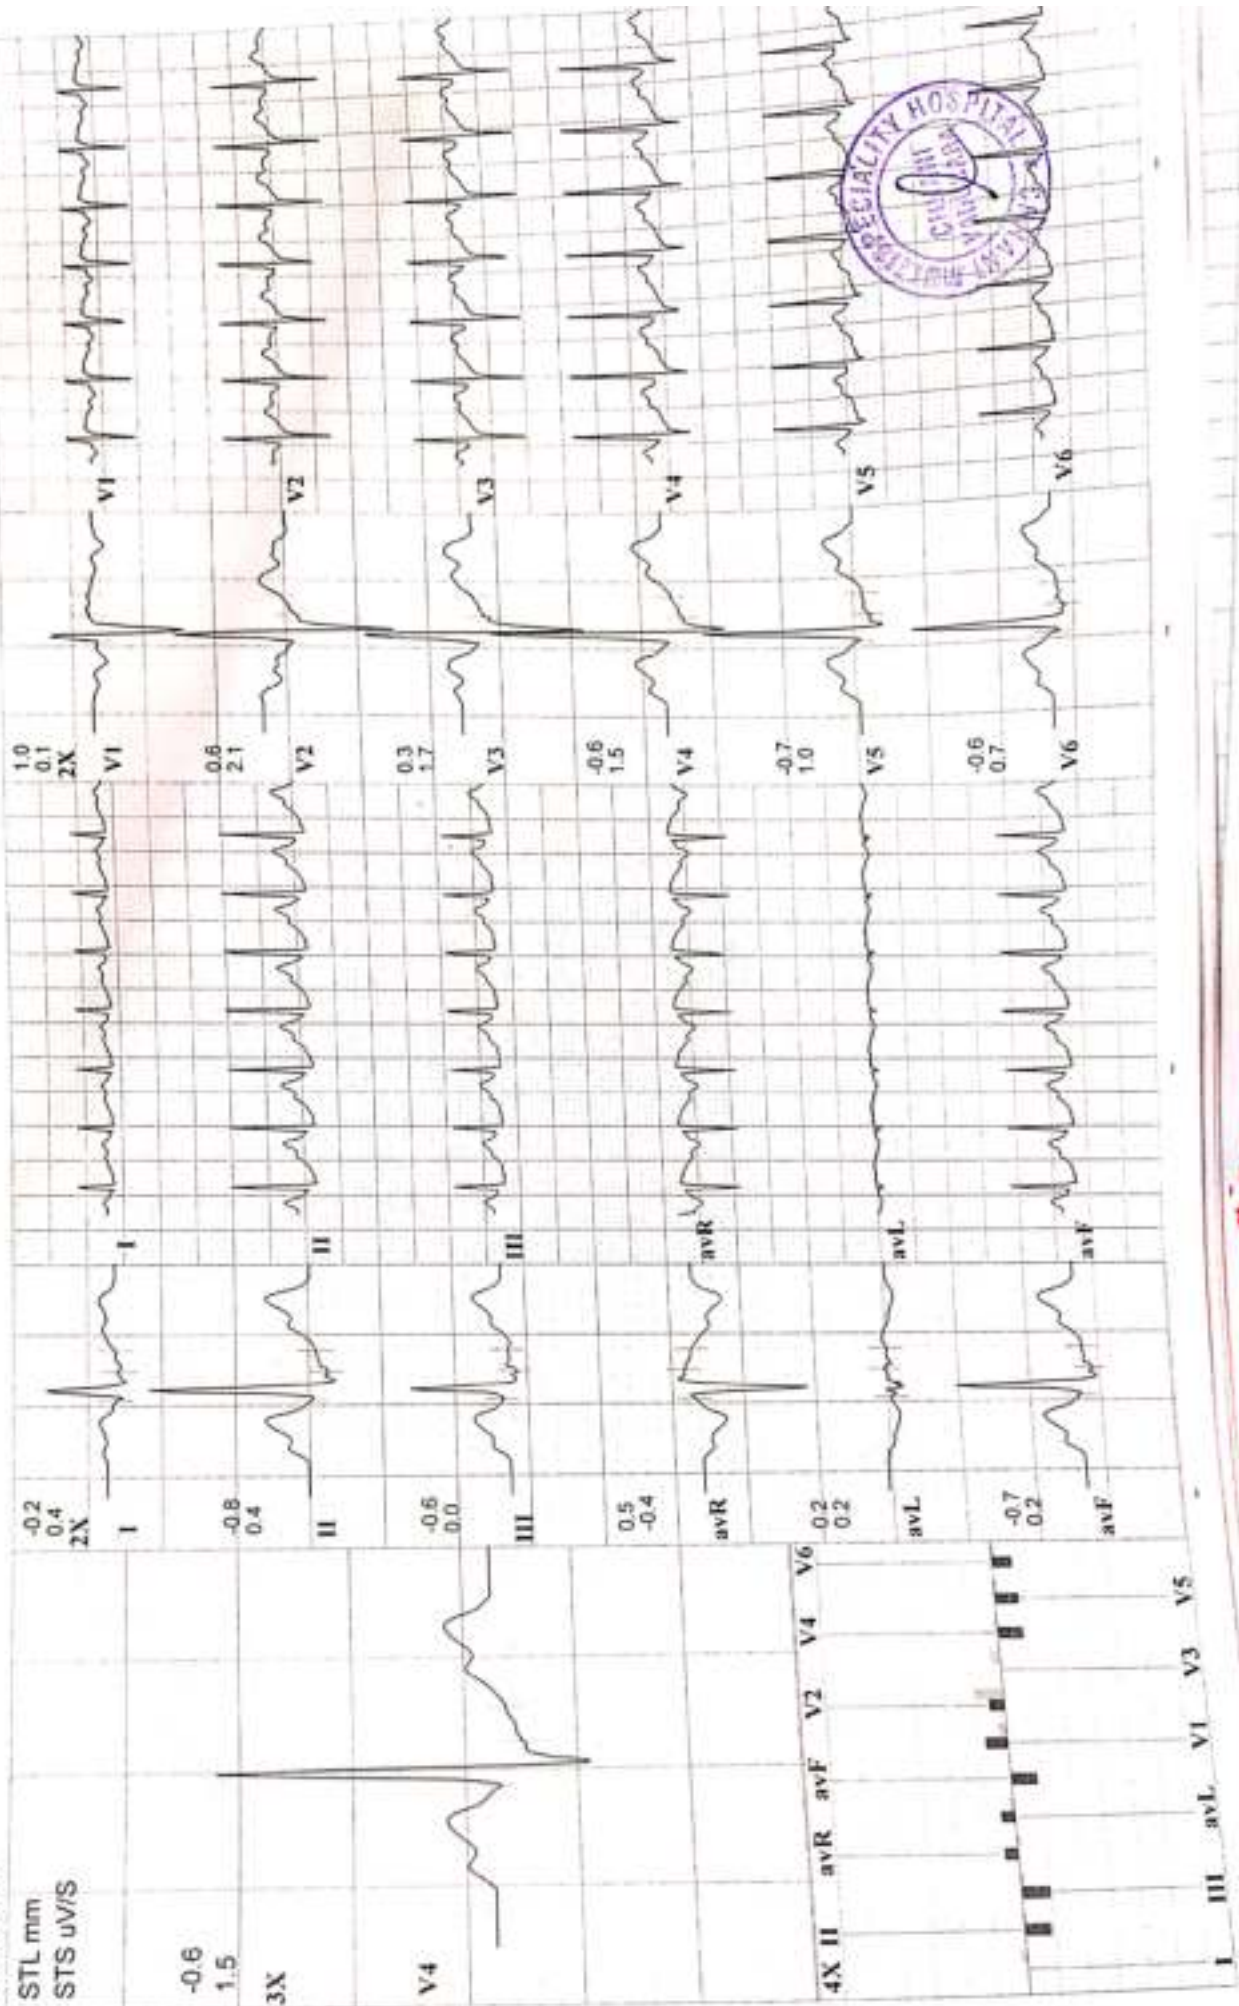 STL mm
STS uV/S
-0.6
1.5
3X
V4
4X II avR avF V2 V4 V6
I III avL V1 V3 V5
-0.2
0.4
2X
I
-0.8
0.4
II
-0.6
0.0
III
0.5
-0.4
avR
0.2
0.2
avL
-0.7
0.2
avF
I
II
III
avR
avL
avF
1.0
0.1
2X
V1
0.6
2.1
V2
0.3
1.7
V3
-0.6
1.5
V4
-0.7
1.0
V5
-0.6
0.7
V6
V1
V2
V3
V4
V5
V6
SPECIALITY HOSPITAL